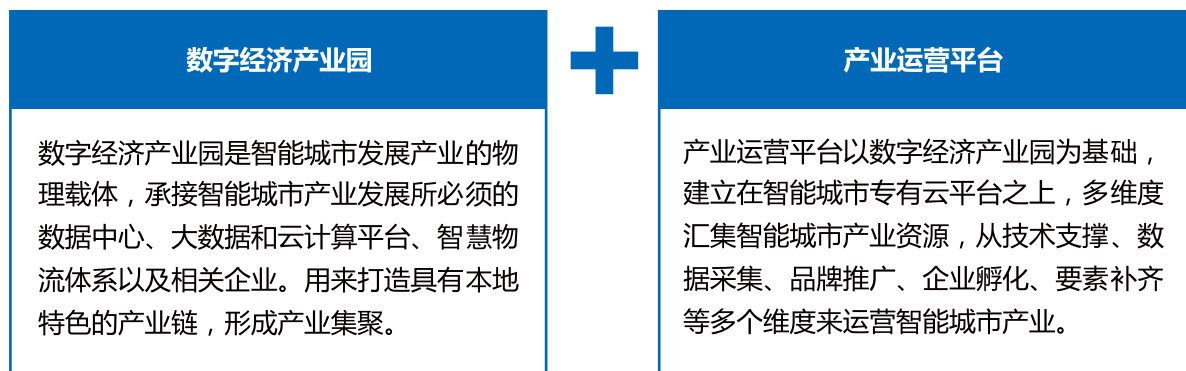 数字经济产业园
数字经济产业园是智能城市发展产业的物
理载体，承接智能城市产业发展所必须的
数据中心、大数据和云计算平台、智慧物
流体系以及相关企业。用来打造具有本地
特色的产业链，形成产业集聚。
产业运营平台
产业运营平台以数字经济产业园为基础，
建立在智能城市专有云平台之上，多维度
汇集智能城市产业资源，从技术支撑、数
据采集、品牌推广、企业孵化、要素补齐
等多个维度来运营智能城市产业。